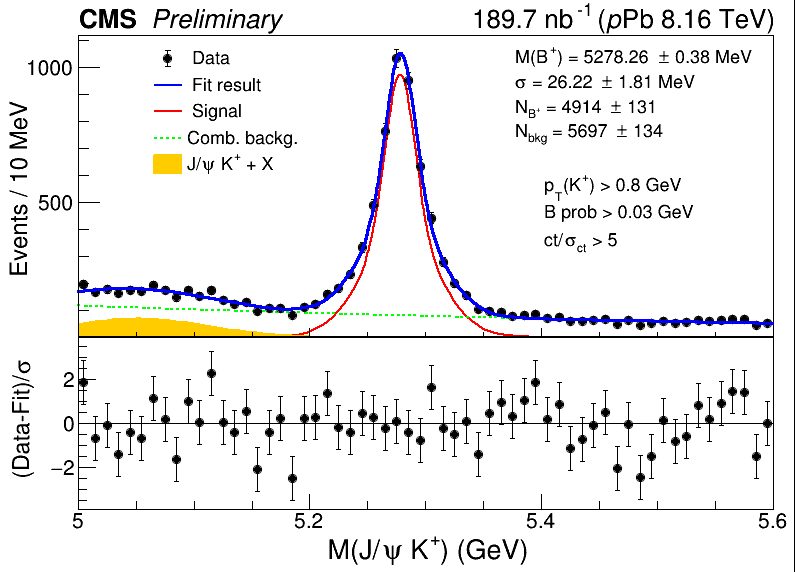 CMS Preliminary 189.7 nb⁻¹ (pPb 8.16 TeV)
Events / 10 MeV
1000
500
Data
Fit result
Signal
Comb. backg.
J/ψ K⁺ + X
M(B⁺) = 5278.26 ± 0.38 MeV
σ = 26.22 ± 1.81 MeV
N_B⁺ = 4914 ± 131
N_bkg = 5697 ± 134
p_T(K⁺) > 0.8 GeV
B prob > 0.03 GeV
ct/σ_ct > 5
(Data-Fit)/σ
2
0
−2
5 5.2 5.4 5.6
M(J/ψ K⁺) (GeV)